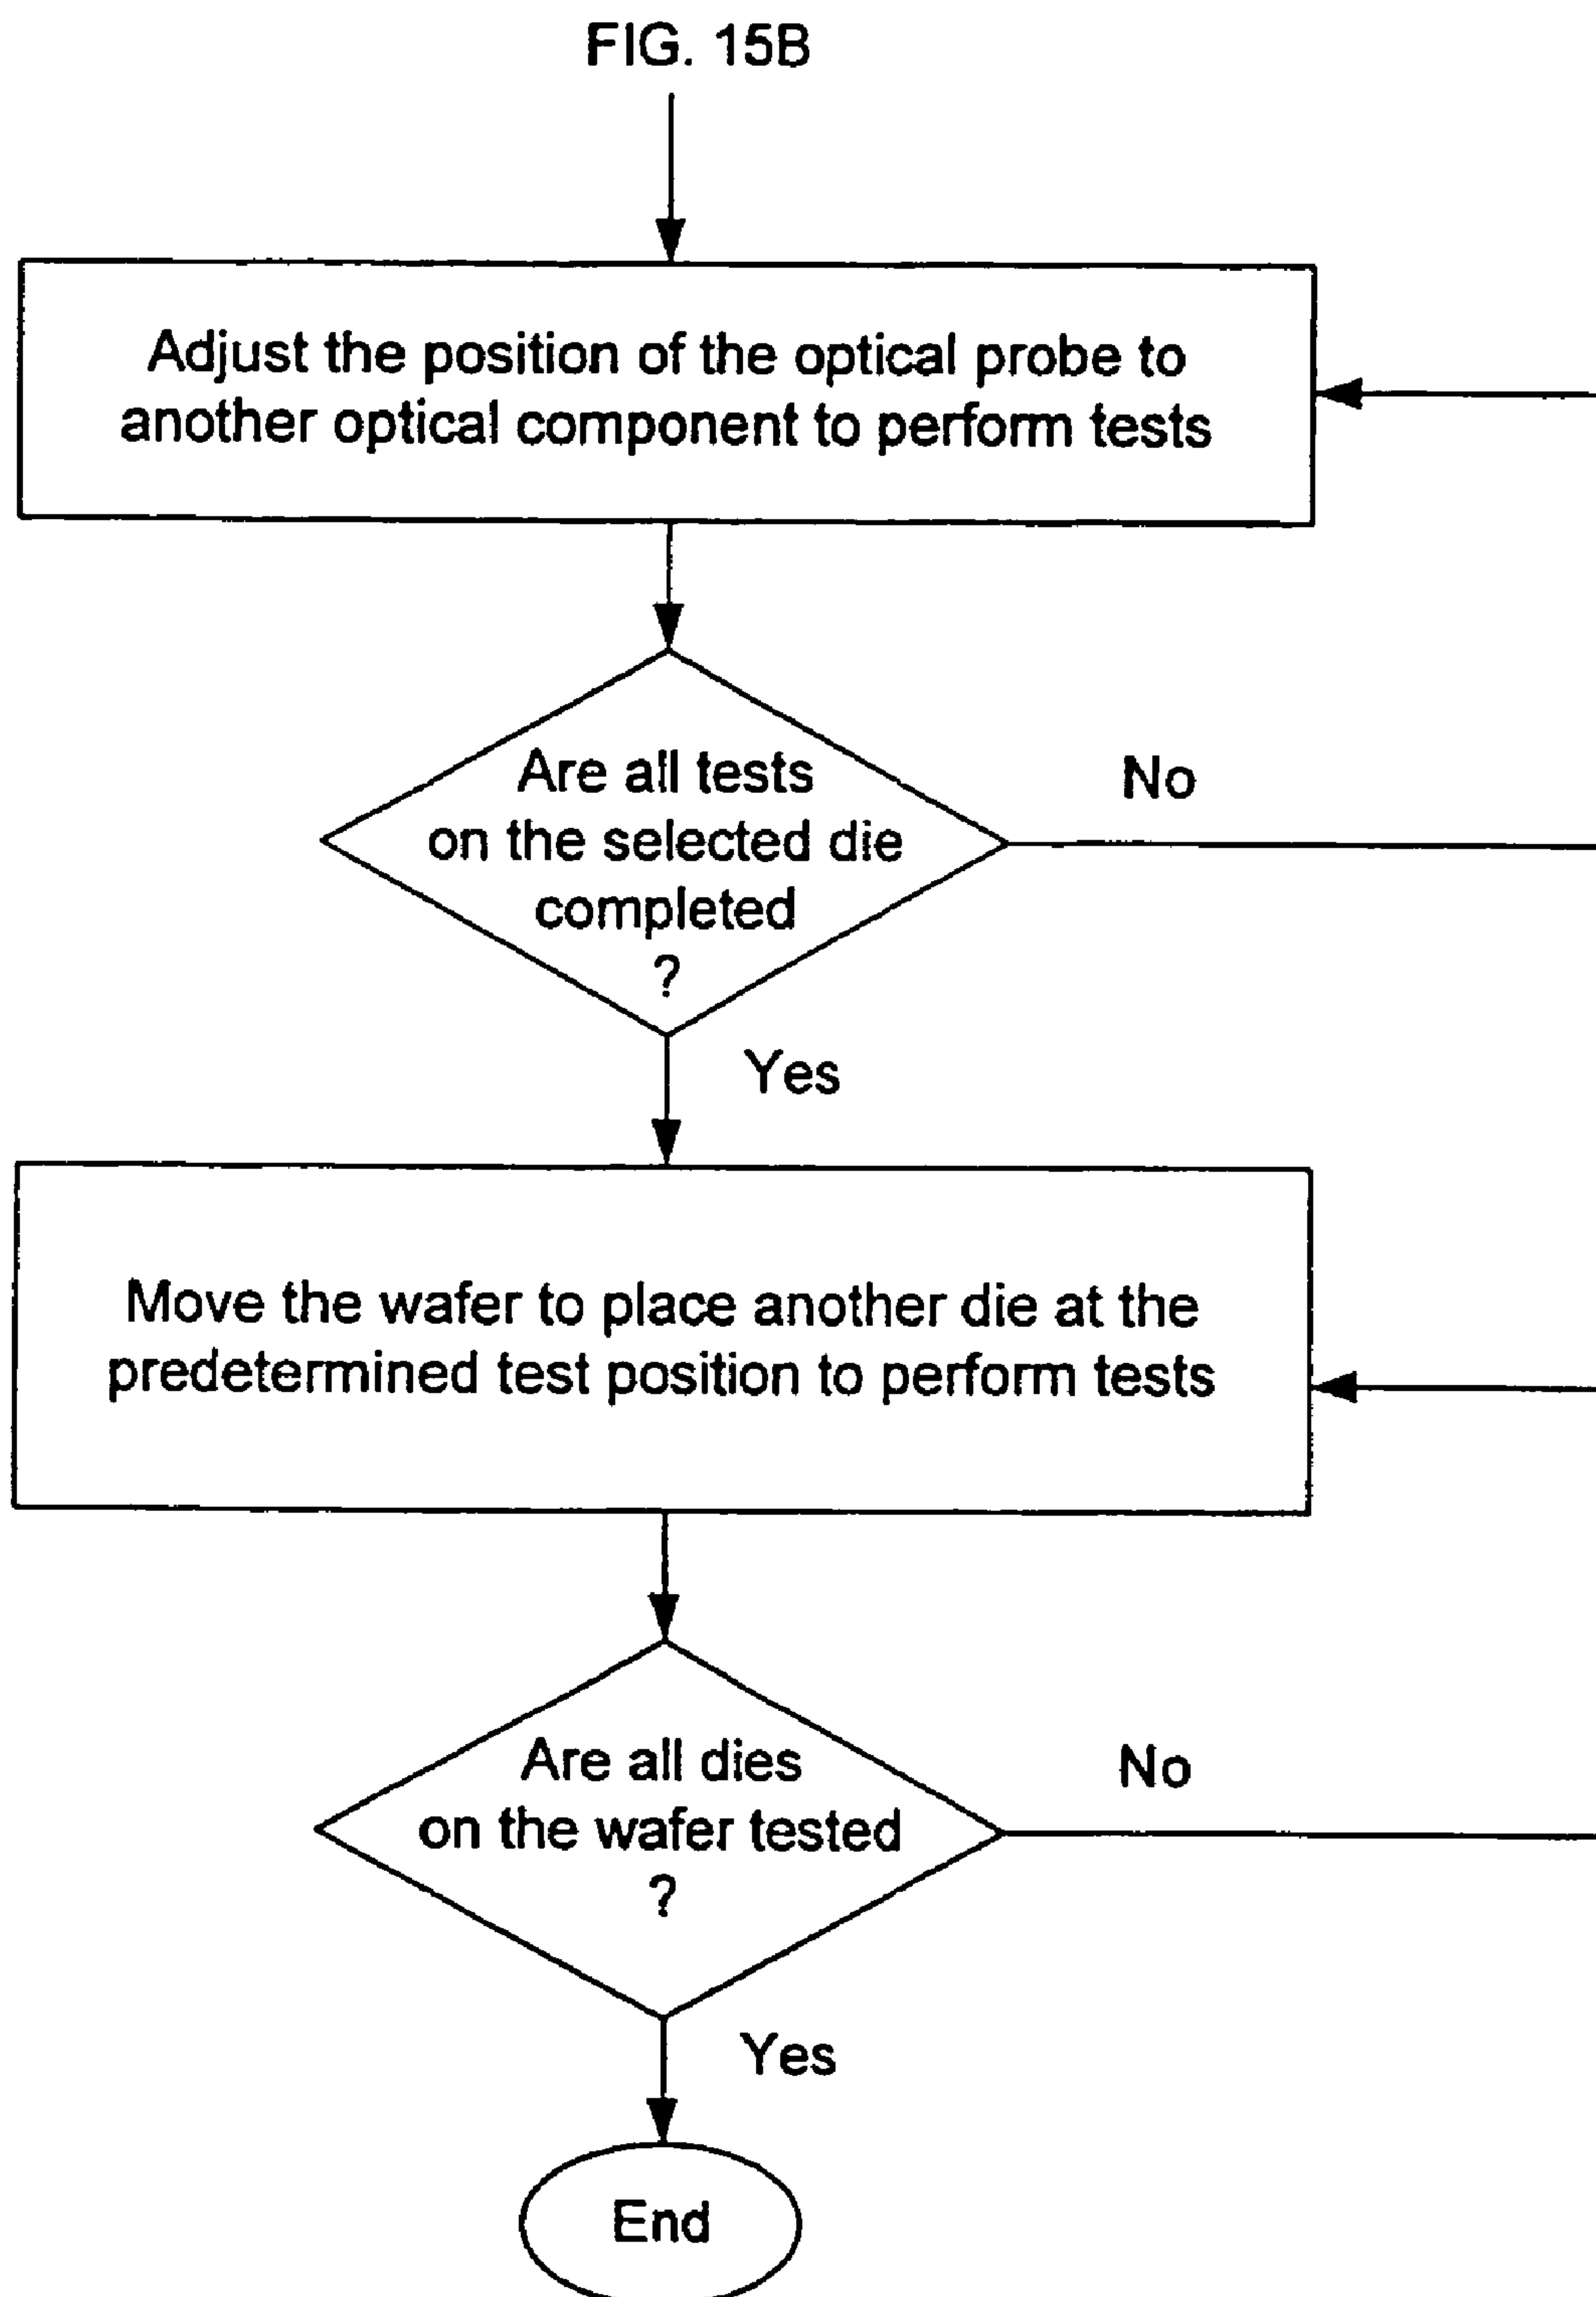 FIG. 15B
Adjust the position of the optical probe to
another optical component to perform tests
Are all tests
on the selected die
completed
?
No
Yes
Move the wafer to place another die at the
predetermined test position to perform tests
Are all dies
on the wafer tested
?
No
Yes
End